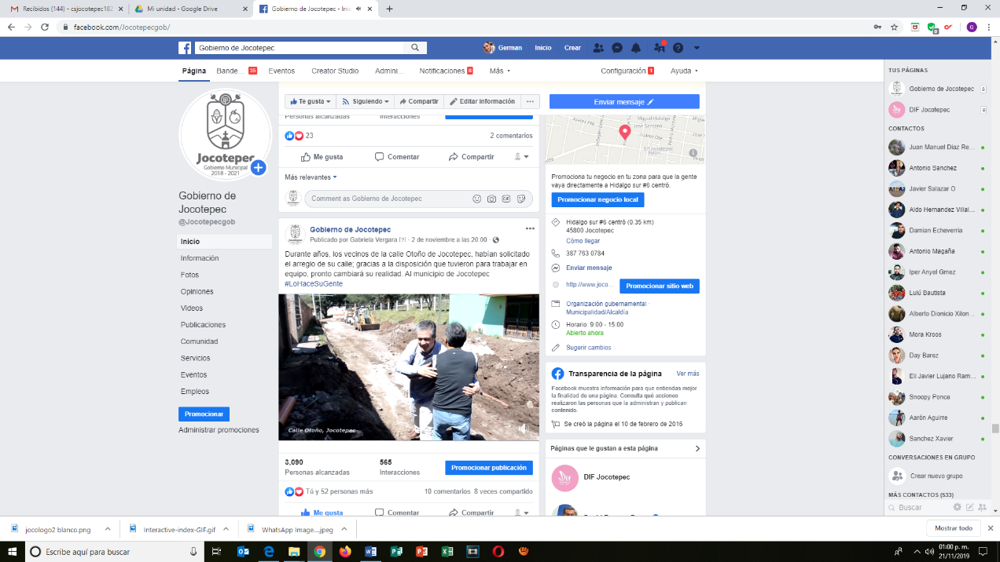 Recibidos (144) - csjocotepec182
Mi unidad - Google Drive
Gobierno de Jocotepec - Inic
facebook.com/Jocotepecgob/
Gobierno de Jocotepec
German
Inicio
Crear
Página
Bande... 35
Eventos
Creator Studio
Admini...
Notificaciones 8
Más
Configuración 1
Ayuda
Jocotepec
Gobierno Municipal
2018 - 2021
Gobierno de
Jocotepec
@Jocotepecgob
Inicio
Información
Fotos
Opiniones
Videos
Publicaciones
Comunidad
Servicios
Eventos
Empleos
Promocionar
Administrar promociones
Te gusta
Siguiendo
Compartir
Editar información
...
Personas alcanzadas
Interacciones
23
2 comentarios
Me gusta
Comentar
Compartir
Más relevantes
Comment as Gobierno de Jocotepec
Gobierno de Jocotepec
Publicado por Gabriela Vergara [?] · 2 de noviembre a las 20:00 ·
Durante años, los vecinos de la calle Otoño de Jocotepec, habían solicitado
el arreglo de su calle; gracias a la disposición que tuvieron para trabajar en
equipo, pronto cambiará su realidad. Al municipio de Jocotepec
#LoHaceSuGente
Calle Otoño, Jocotepec
3,090
Personas alcanzadas
565
Interacciones
Promocionar publicación
Tú y 52 personas más
10 comentarios 8 veces compartido
Me gusta
Comentar
Compartir
Enviar mensaje
Miguel Hidalgo
José Santana
Juárez Ote
DIF Jocotepec
Promociona tu negocio en tu zona para que la gente
vaya directamente a Hidalgo sur #6 centró.
Promocionar negocio local
Hidalgo sur #6 centró (0.35 km)
45800 Jocotepec
Cómo llegar
387 763 0784
Enviar mensaje
http://www.joco...
Promocionar sitio web
Organización gubernamental ·
Municipalidad/Alcaldía
Horario: 9:00 - 15:00
Abierto ahora
Sugerir cambios
Transparencia de la página
Ver más
Facebook muestra información para que entiendas mejor
la finalidad de una página. Consulta qué acciones
realizaron las personas que la administran y publican
contenido.
Se creó la página el 10 de febrero de 2016
Páginas que le gustan a esta página
DIF Jocotepec
TUS PÁGINAS
Gobierno de Jocotepec
DIF Jocotepec
CONTACTOS
Juan Manuel Díaz Re...
Antonio Sanchez
Javier Salazar O
Aldo Hernandez Villal...
Damian Echeverria
Antonio Magaña
Iper Anyel Gmez
Lulú Bautista
Alberto Dionicio Xilon...
Mora Kroos
Day Barez
Eli Javier Lujano Ram...
Snoopy Ponce
Aarón Aguirre
Sanchez Xavier
CONVERSACIONES EN GRUPO
Crear nuevo grupo
MÁS CONTACTOS (533)
Buscar
jocologo2 blanco.png
Interactive-index-GIF.gif
WhatsApp Image....jpeg
Mostrar todo
Escribe aquí para buscar
01:00 p. m.
21/11/2019